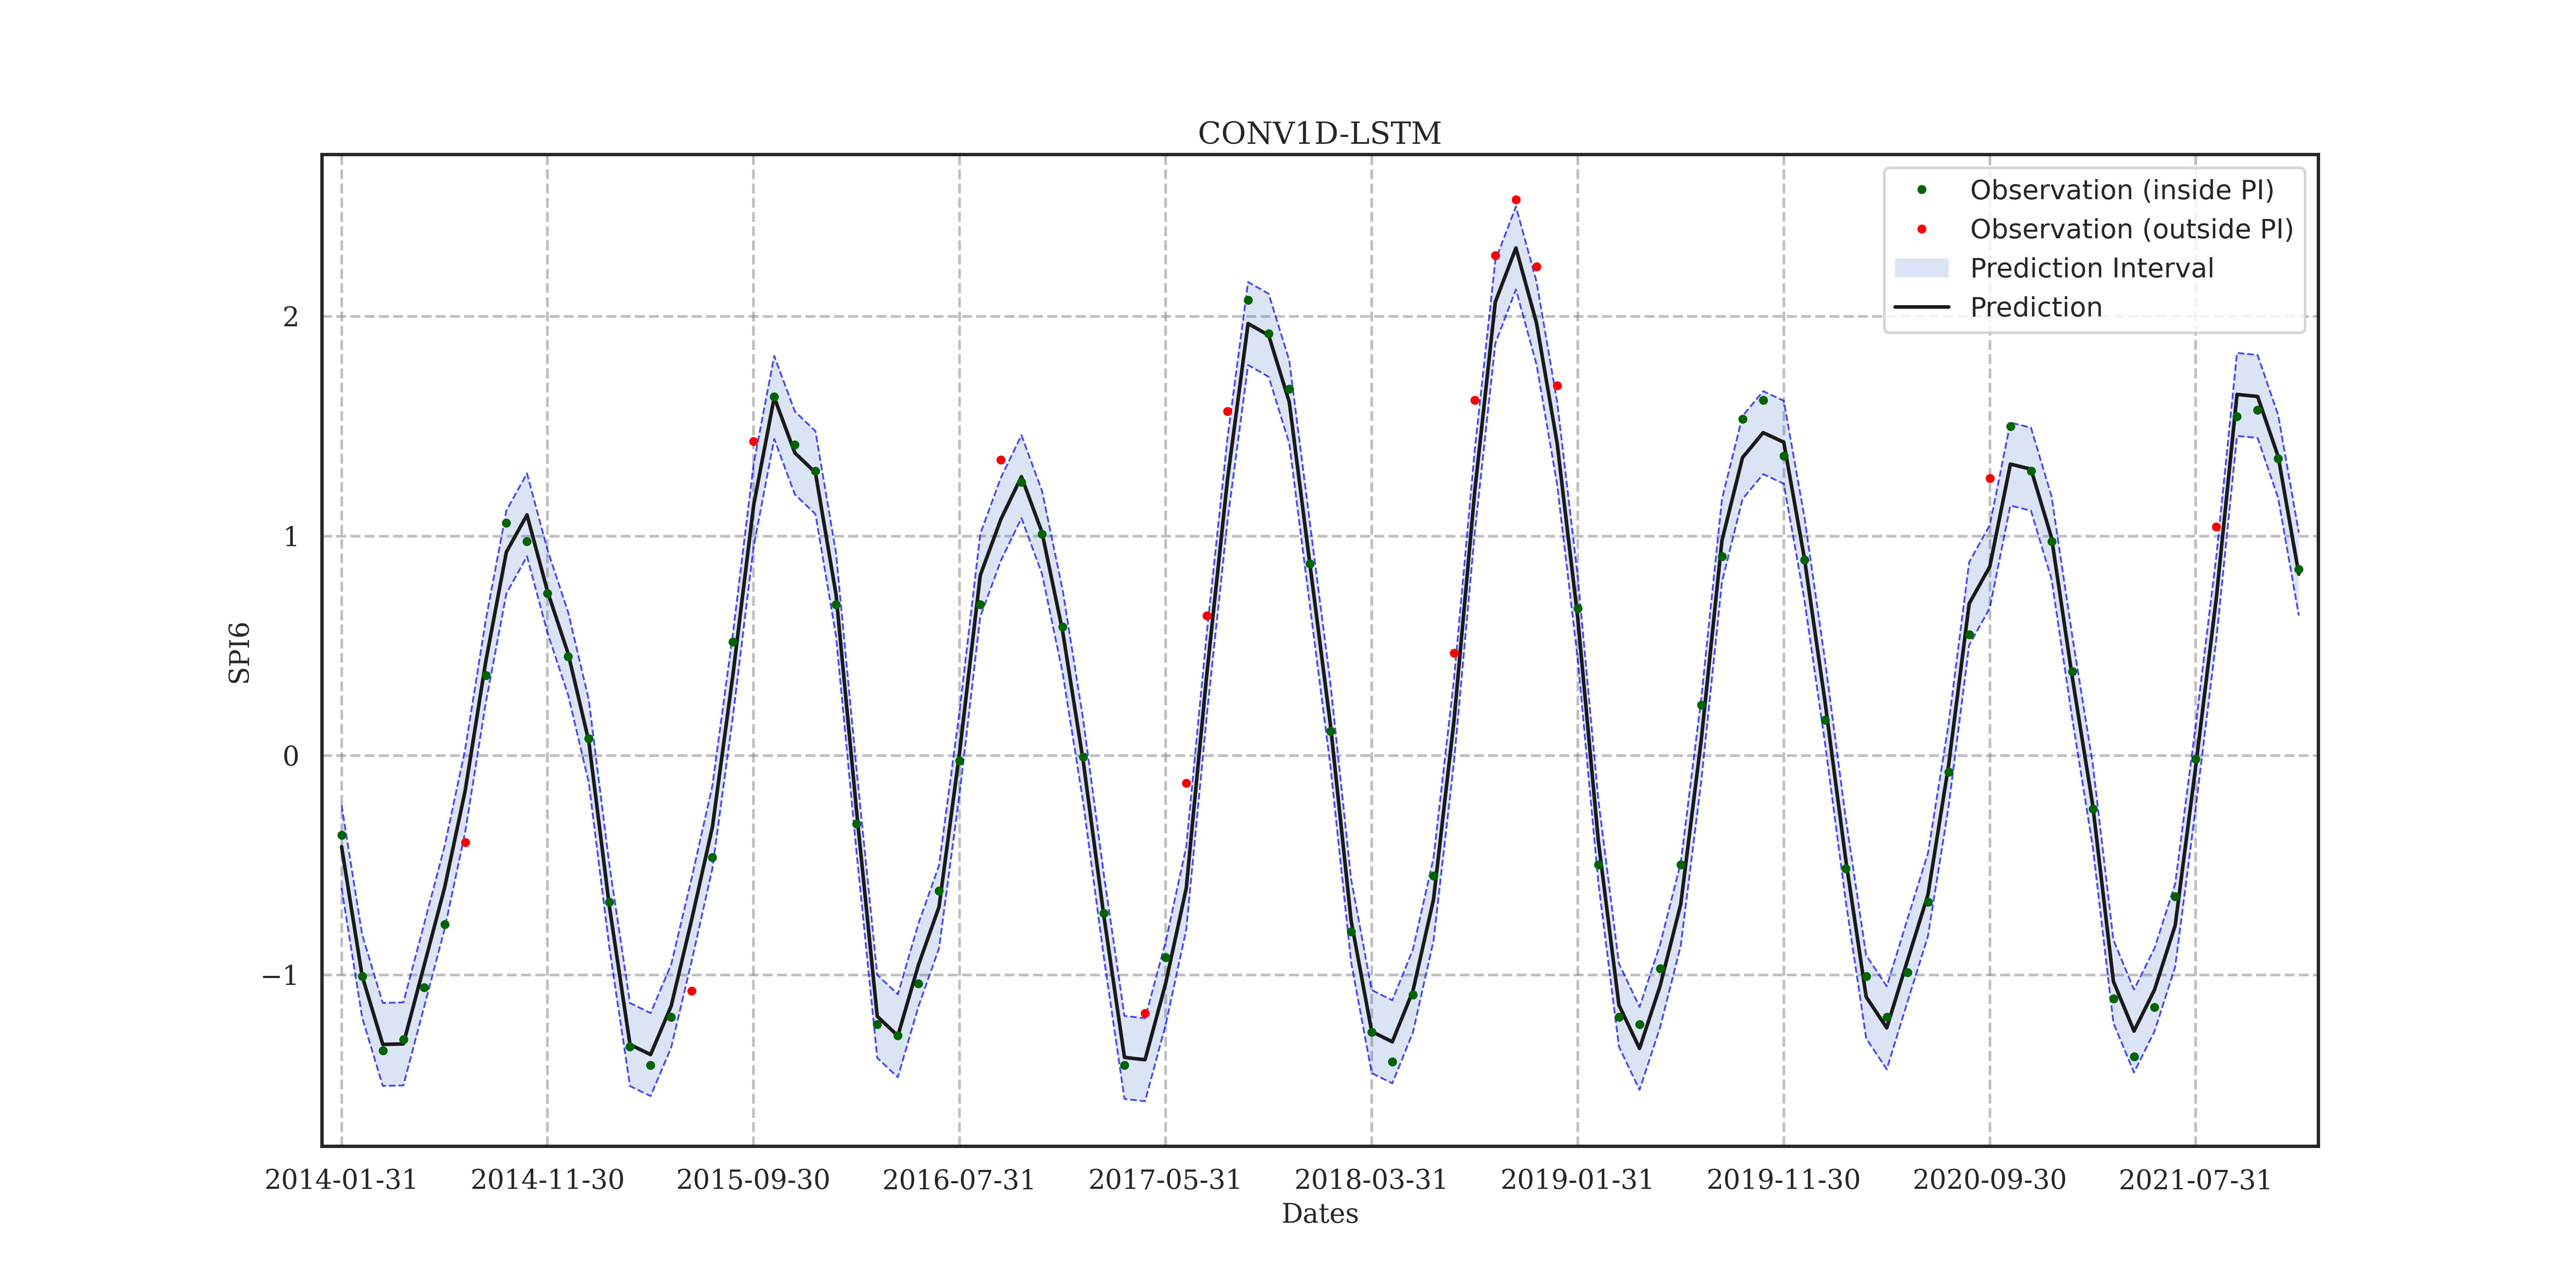 CONV1D-LSTM
Observation (inside PI)
Observation (outside PI)
Prediction Interval
Prediction
2
1
0
−1
SPI6
2014-01-31 2014-11-30 2015-09-30 2016-07-31 2017-05-31 2018-03-31 2019-01-31 2019-11-30 2020-09-30 2021-07-31
Dates